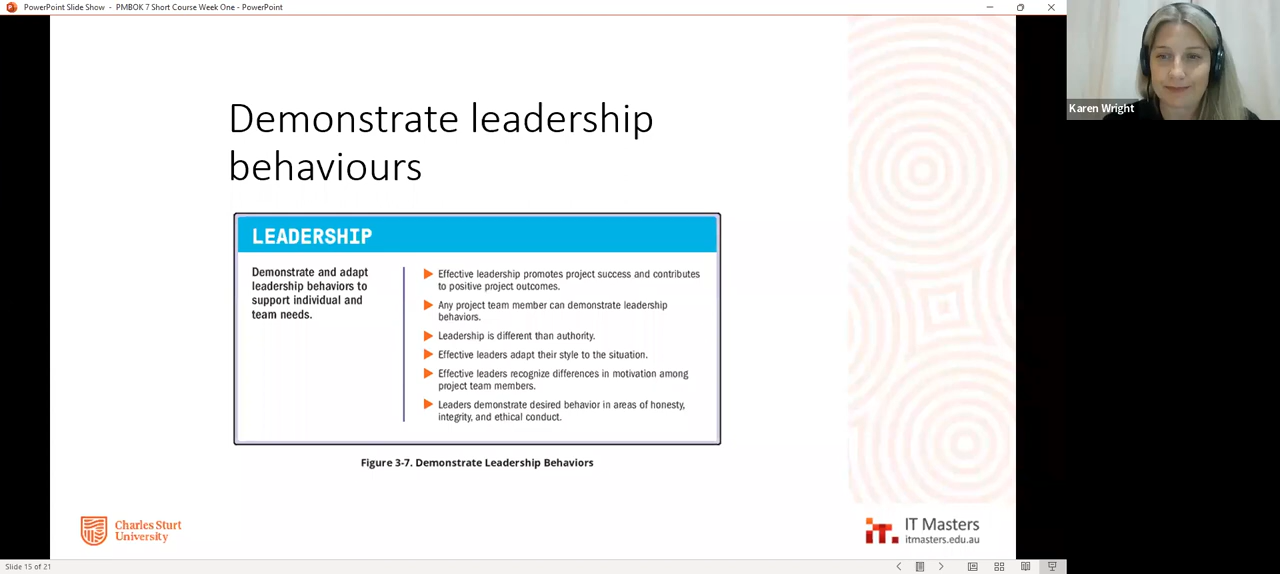 PowerPoint Slide Show - PMBOK 7 Short Course Week One - PowerPoint
Karen Wright
Demonstrate leadership
behaviours
LEADERSHIP
Demonstrate and adapt
leadership behaviors to
support individual and
team needs.
Effective leadership promotes project success and contributes
to positive project outcomes.
Any project team member can demonstrate leadership
behaviors.
Leadership is different than authority.
Effective leaders adapt their style to the situation.
Effective leaders recognize differences in motivation among
project team members.
Leaders demonstrate desired behavior in areas of honesty,
integrity, and ethical conduct.
Figure 3-7. Demonstrate Leadership Behaviors
Charles Sturt
University
it.
IT Masters
itmasters.edu.au
Slide 15 of 21